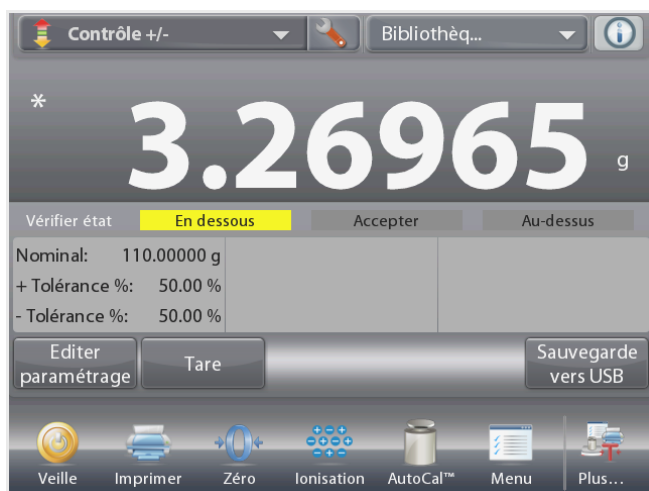 Contrôle +/- Bibliothèq...
* 3.26965 g
Vérifier état En dessous Accepter Au-dessus
Nominal: 110.00000 g
+ Tolérance %: 50.00 %
- Tolérance %: 50.00 %
Editer paramétrage
Tare
Sauvegarde vers USB
Veille Imprimer Zéro Ionisation AutoCal™ Menu Plus...